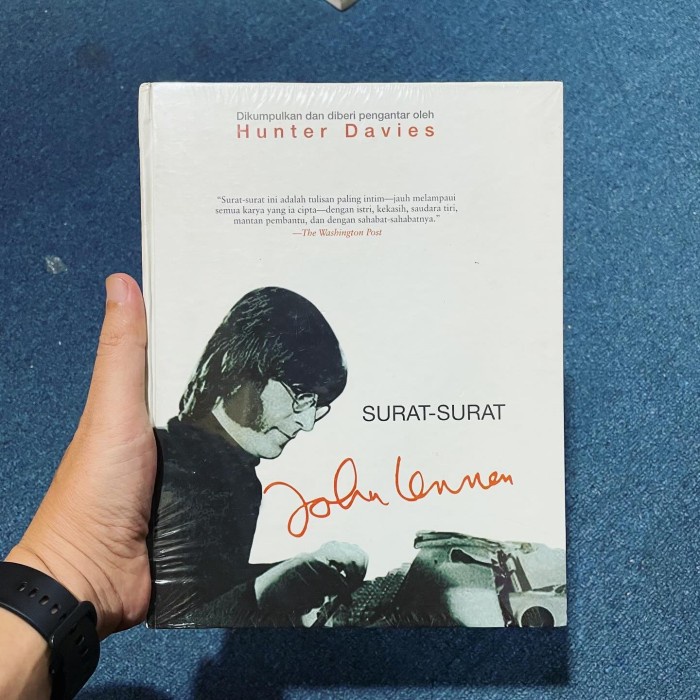 Dikumpulkan dan diberi pengantar oleh
Hunter Davies
“Surat-surat ini adalah tulisan paling intim—jauh melampaui
semua karya yang ia cipta—dengan istri, kekasih, saudara tiri,
mantan pembantu, dan dengan sahabat-sahabatnya.”
—The Washington Post
SURAT-SURAT
John Lennon